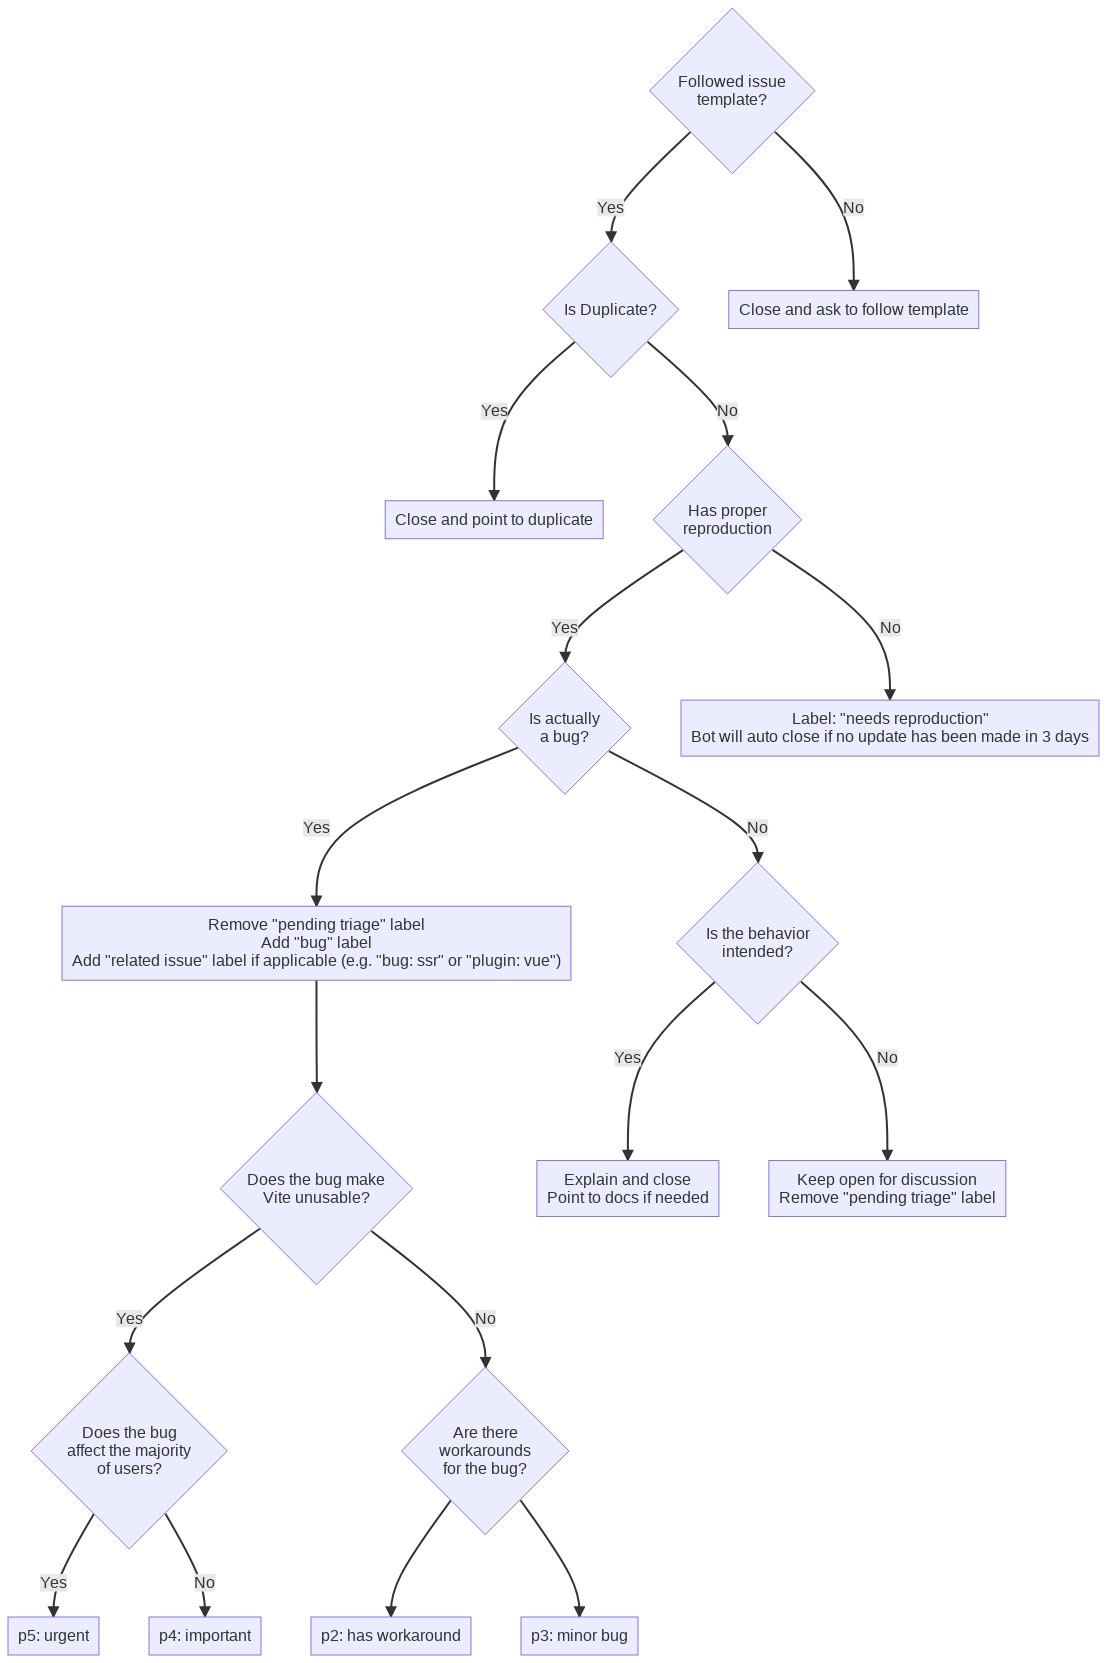 Followed issue
template?
Yes
No
Is Duplicate?
Close and ask to follow template
Yes
No
Close and point to duplicate
Has proper
reproduction
Yes
No
Is actually
a bug?
Label: "needs reproduction"
Bot will auto close if no update has been made in 3 days
Yes
No
Remove "pending triage" label
Add "bug" label
Add "related issue" label if applicable (e.g. "bug: ssr" or "plugin: vue")
Is the behavior
intended?
Yes
No
Does the bug make
Vite unusable?
Explain and close
Point to docs if needed
Keep open for discussion
Remove "pending triage" label
Yes
No
Does the bug
affect the majority
of users?
Are there
workarounds
for the bug?
Yes
No
p5: urgent
p4: important
p2: has workaround
p3: minor bug